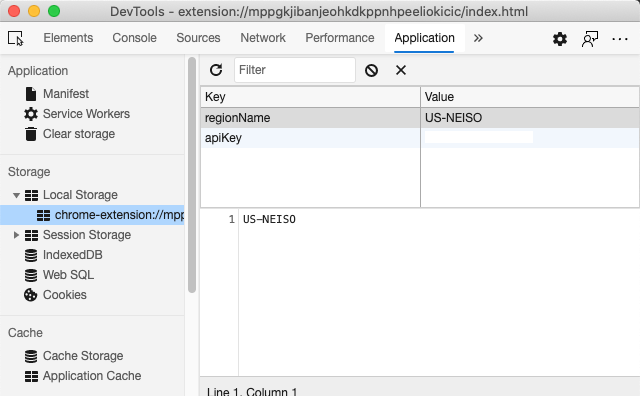 DevTools - extension://mppgkjibanjeohkdkppnhpeeliokicic/index.html
Elements Console Sources Network Performance Application »
Application
Manifest
Service Workers
Clear storage
Storage
Local Storage
chrome-extension://mpp
Session Storage
IndexedDB
Web SQL
Cookies
Cache
Cache Storage
Application Cache
Filter
Key Value
regionName US-NEISO
apiKey
1 US-NEISO
Line 1, Column 1